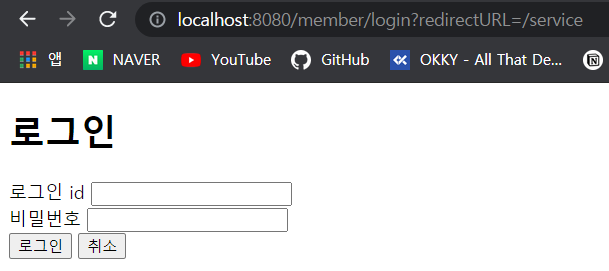 localhost:8080/member/login?redirectURL=/service
앱 NAVER YouTube GitHub OKKY - All That De...
로그인
로그인 id
비밀번호
로그인 취소